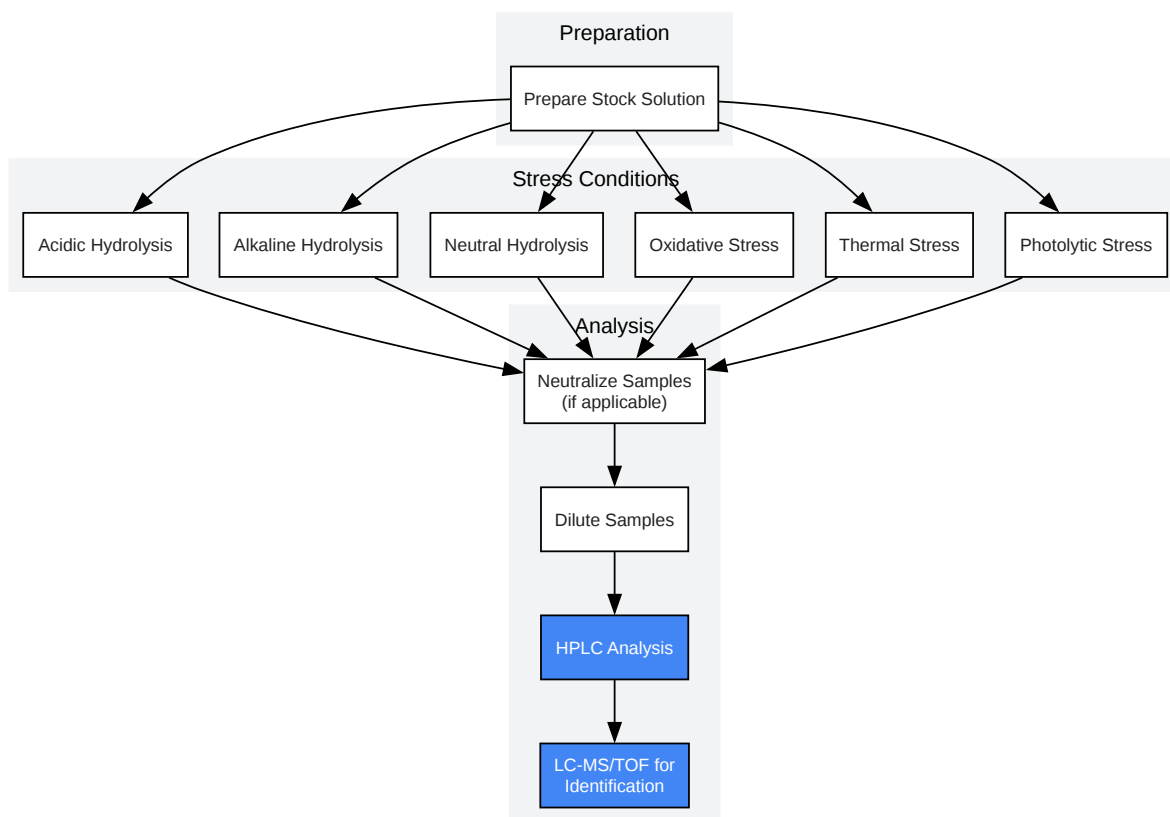 Preparation
Prepare Stock Solution
Stress Conditions
Acidic Hydrolysis
Alkaline Hydrolysis
Neutral Hydrolysis
Oxidative Stress
Thermal Stress
Photolytic Stress
Analysis
Neutralize Samples
(if applicable)
Dilute Samples
HPLC Analysis
LC-MS/TOF for
Identification